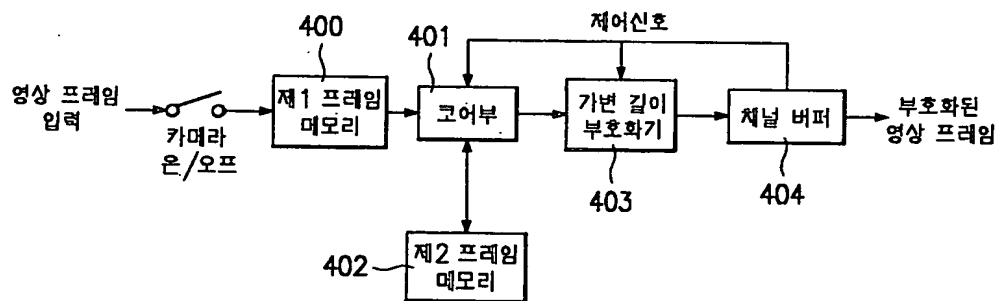 제어신호
400
401
영상 프레임
입력
카메라
온/오프
제1 프레임
메모리
코어부
가변 길이
부호화기
채널 버퍼
부호화된
영상 프레임
403
404
402
제2 프레임
메모리